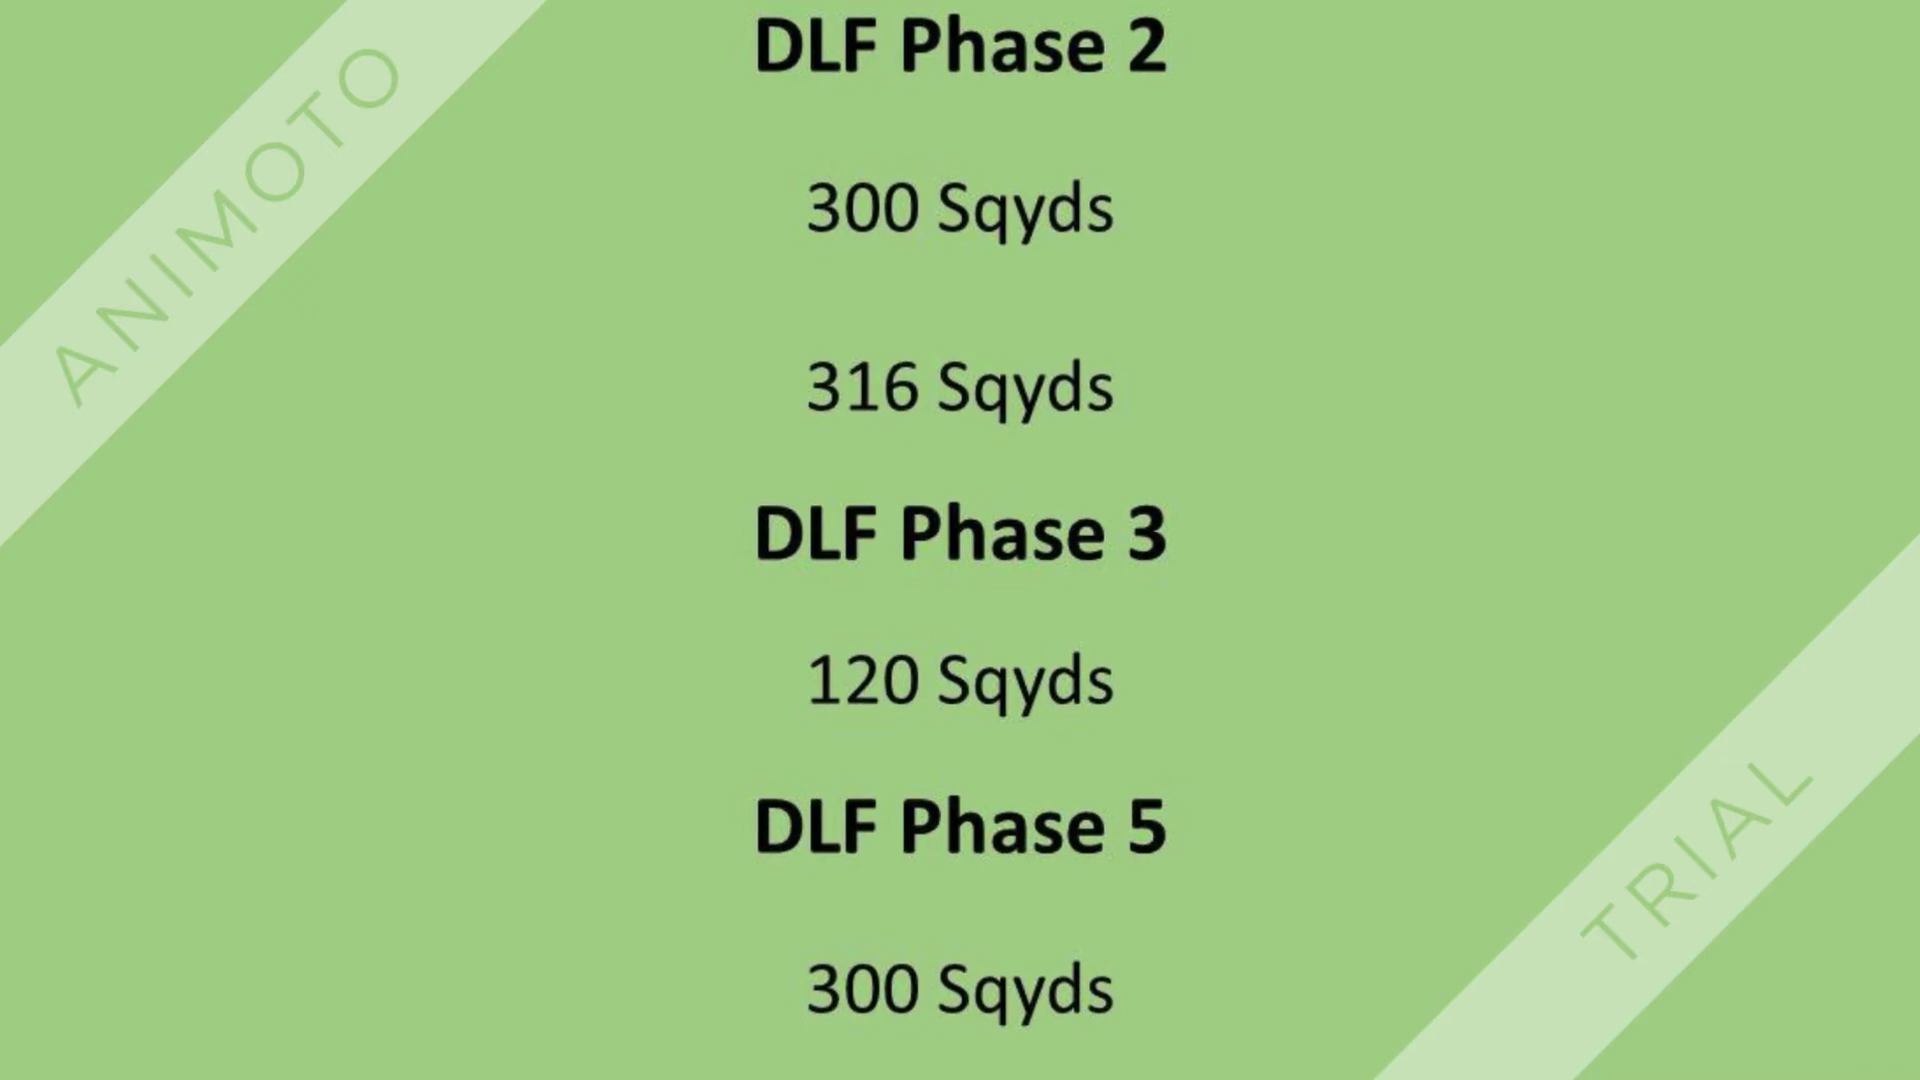 ANIMOTO
DLF Phase 2
300 Sqyds
316 Sqyds
DLF Phase 3
120 Sqyds
DLF Phase 5
300 Sqyds
TRIAL